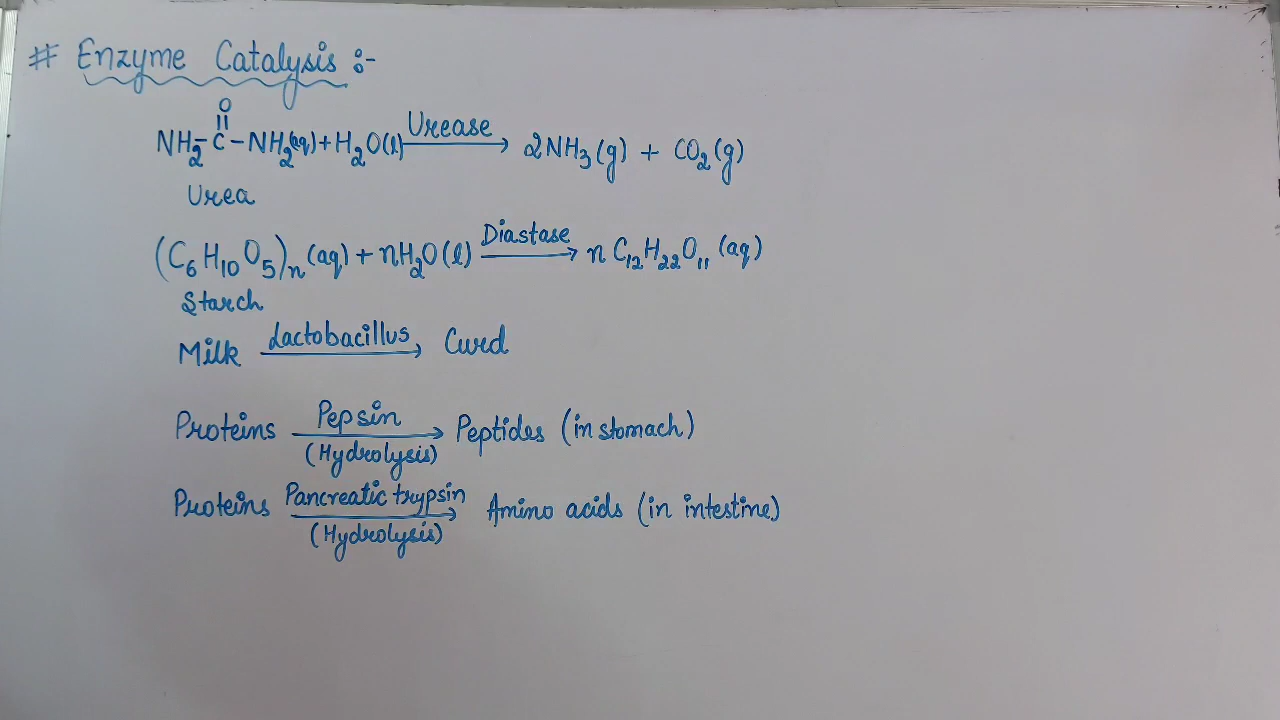 # Enzyme Catalysis :-
O
||
NH2-C-NH2(aq)+H2O(l) Urease → 2NH3(g) + CO2(g)
Urea
(C6H10O5)n(aq) + nH2O(l) Diastase → n C12H22O11(aq)
Starch
Milk Lactobacillus → Curd
Proteins Pepsin → Peptides (in stomach)
(Hydrolysis)
Proteins Pancreatic trypsin → Amino acids (in intestine)
(Hydrolysis)